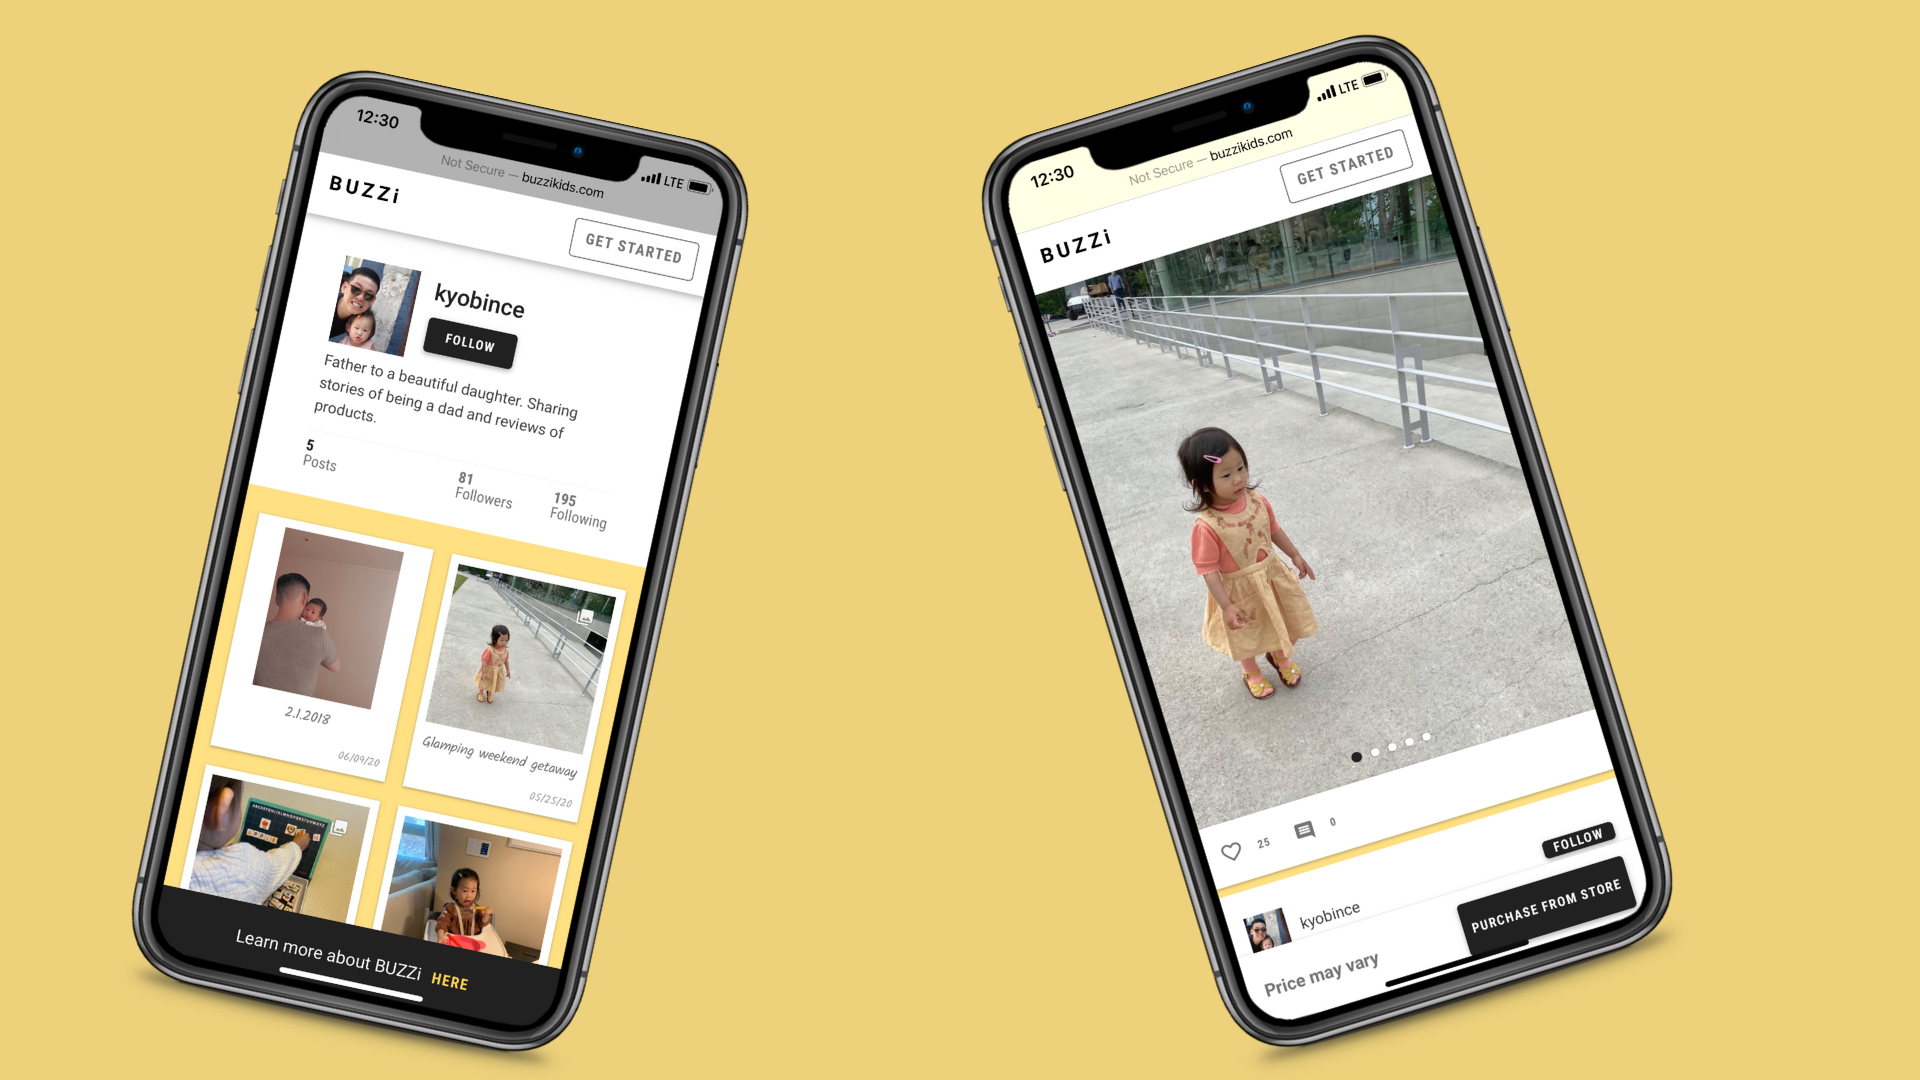 12:30
LTE
Not Secure — buzzikids.com
BUZZi
GET STARTED
kyobince
FOLLOW
Father to a beautiful daughter. Sharing
stories of being a dad and reviews of
products.
5
Posts
81
Followers
195
Following
2.1.2018
06/09/20
Glamping weekend getaway
05/25/20
ABCDEFGHIJKLMNOPQRSTUVWXYZ
APPLE
Learn more about BUZZi HERE
12:30
LTE
Not Secure — buzzikids.com
BUZZi
GET STARTED
25
0
FOLLOW
kyobince
PURCHASE FROM STORE
Price may vary